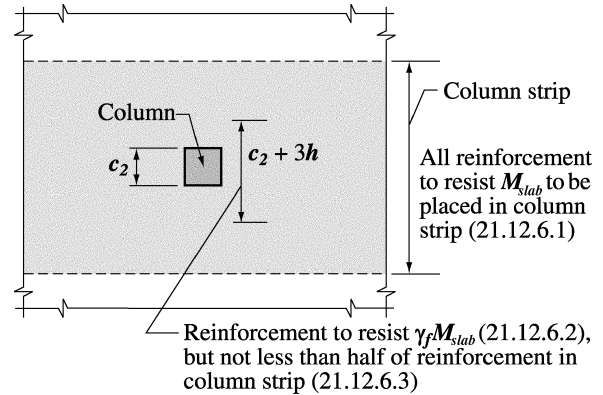 Column
Column strip
c₂
c₂ + 3h
All reinforcement
to resist Mslab to be
placed in column
strip (21.12.6.1)
Reinforcement to resist γfMslab (21.12.6.2),
but not less than half of reinforcement in
column strip (21.12.6.3)